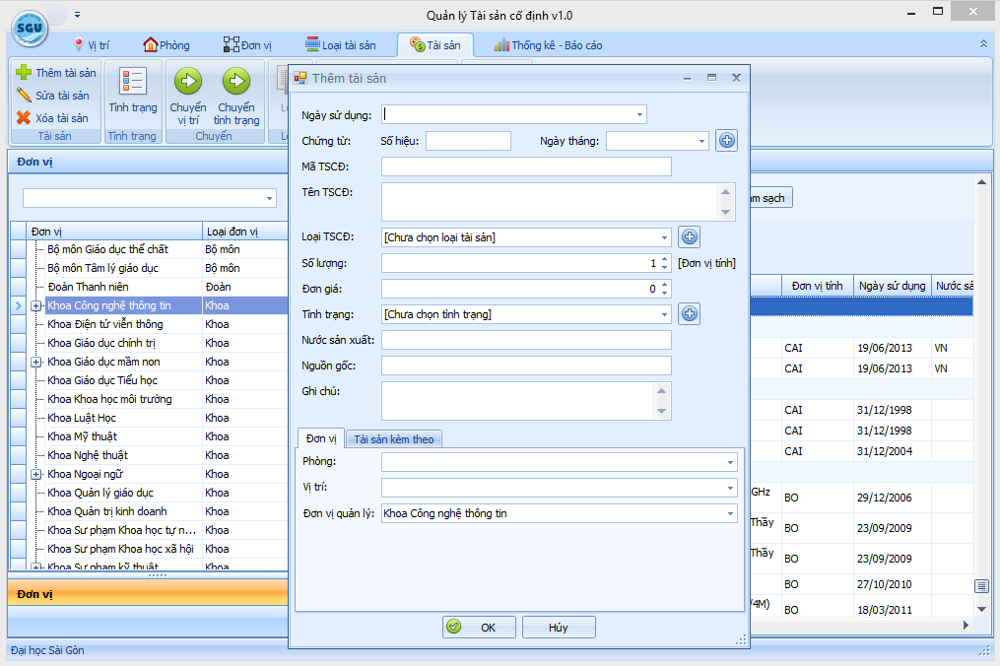 Quản lý Tài sản cố định v1.0
SGU
Vị trí Phòng Đơn vị Loại tài sản Tài sản Thống kê - Báo cáo
Thêm tài sản
Sửa tài sản
Xóa tài sản
Tài sản
Tình trạng
Tình trạng
Chuyển vị trí
Chuyển tình trạng
Chuyển
Đơn vị
Đơn vị Loại đơn vị
Bộ môn Giáo dục thể chất Bộ môn
Bộ môn Tâm lý giáo dục Bộ môn
Đoàn Thanh niên Đoàn
Khoa Công nghệ thông tin Khoa
Khoa Điện tử viễn thông Khoa
Khoa Giáo dục chính trị Khoa
Khoa Giáo dục mầm non Khoa
Khoa Giáo dục Tiểu học Khoa
Khoa Khoa học môi trường Khoa
Khoa Luật Học Khoa
Khoa Mỹ thuật Khoa
Khoa Nghệ thuật Khoa
Khoa Ngoại ngữ Khoa
Khoa Quản lý giáo dục Khoa
Khoa Quản trị kinh doanh Khoa
Khoa Sư phạm Khoa học tự n... Khoa
Khoa Sư phạm Khoa học xã hội Khoa
Khoa Sư phạm kỹ thuật Khoa
Đơn vị
Đại học Sài Gòn
Thêm tài sản
Ngày sử dụng:
Chứng từ: Số hiệu: Ngày tháng:
Mã TSCĐ:
Tên TSCĐ:
Loại TSCĐ: [Chưa chọn loại tài sản]
Số lượng: 1 [Đơn vị tính]
Đơn giá: 0
Tình trạng: [Chưa chọn tình trạng]
Nước sản xuất:
Nguồn gốc:
Ghi chú:
Đơn vị Tài sản kèm theo
Phòng:
Vị trí:
Đơn vị quản lý: Khoa Công nghệ thông tin
OK Hủy
sạch
Đơn vị tính Ngày sử dụng Nước
CAI 19/06/2013 VN
CAI 19/06/2013 VN
CAI 31/12/1998
CAI 31/12/1998
CAI 31/12/2004
GHz BO 29/12/2006
Thầy BO 23/09/2009
Thầy BO 23/09/2009
BO 27/10/2010
/4M) BO 18/03/2011